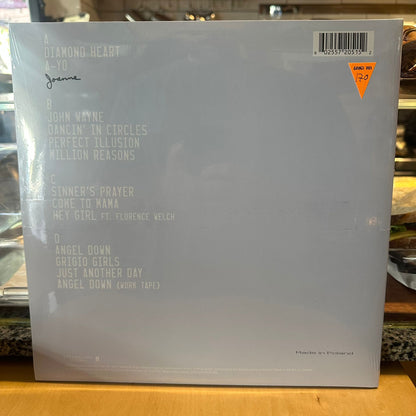 A
DIAMOND HEART
A-YO
Joanne
B
JOHN WAYNE
DANCIN' IN CIRCLES
PERFECT ILLUSION
MILLION REASONS
C
SINNER'S PRAYER
COME TO MAMA
HEY GIRL FT. FLORENCE WELCH
D
ANGEL DOWN
GRIGIO GIRLS
JUST ANOTHER DAY
ANGEL DOWN (WORK TAPE)
170
Made in Poland